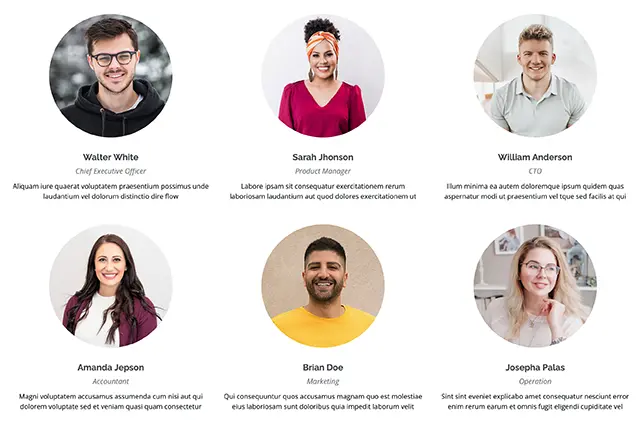 Walter White
Chief Executive Officer
Aliquam iure quaerat voluptatem praesentium possimus unde
laudantium vel dolorum distinctio dire flow
Sarah Jhonson
Product Manager
Labore ipsam sit consequatur exercitationem rerum
laboriosam laudantium aut quod dolores exercitationem ut
William Anderson
CTO
Illum minima ea autem doloremque ipsum quidem quas
aspernatur modi ut praesentium vel tque sed facilis at qui
Amanda Jepson
Accountant
Magni voluptatem accusamus assumenda cum nisi aut qui
dolorem voluptate sed et veniam quasi quam consectetur
Brian Doe
Marketing
Qui consequuntur quos accusamus magnam quo est molestiae
eius laboriosam sunt doloribus quia impedit laborum velit
Josepha Palas
Operation
Sint sint eveniet explicabo amet consequatur nesciunt error
enim rerum earum et omnis fugit eligendi cupiditate vel